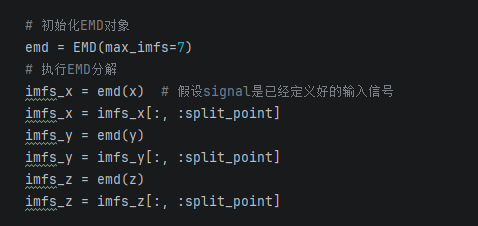 # 初始化EMD对象
emd = EMD(max_imfs=7)
# 执行EMD分解
imfs_x = emd(x)  # 假设signal是已经定义好的输入信号
imfs_x = imfs_x[:, :split_point]
imfs_y = emd(y)
imfs_y = imfs_y[:, :split_point]
imfs_z = emd(z)
imfs_z = imfs_z[:, :split_point]